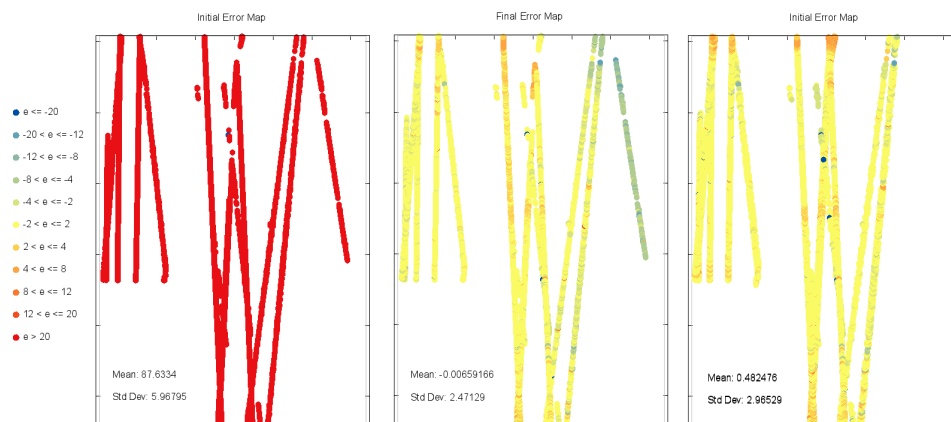 Initial Error Map
Final Error Map
Initial Error Map
e <= -20
-20 < e <= -12
-12 < e <= -8
-8 < e <= -4
-4 < e <= -2
-2 < e <= 2
2 < e <= 4
4 < e <= 8
8 < e <= 12
12 < e <= 20
e > 20
Mean: 87.6334
Std Dev: 5.96795
Mean: -0.00659166
Std Dev: 2.47129
Mean: 0.482476
Std Dev: 2.96529